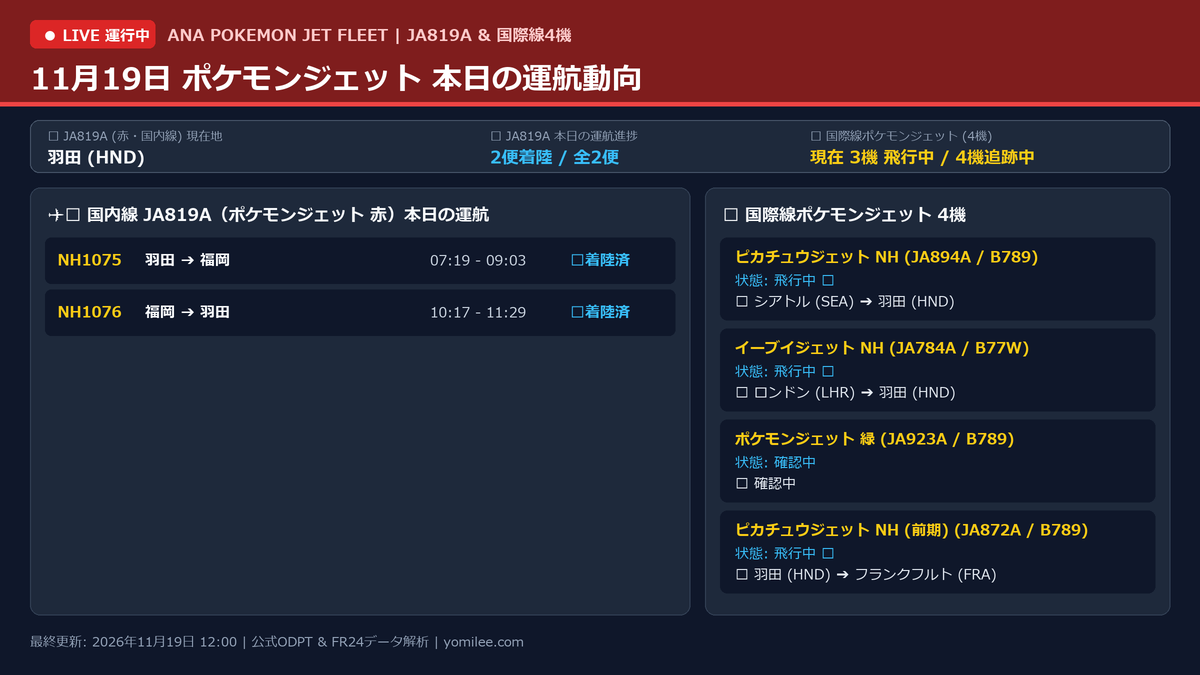 ● LIVE 運行中 ANA POKEMON JET FLEET | JA819A & 国際線4機
11月19日 ポケモンジェット 本日の運航動向
□ JA819A (赤・国内線) 現在地
羽田 (HND)
□ JA819A 本日の運航進捗
2便着陸 / 全2便
□ 国際線ポケモンジェット (4機)
現在 3機 飛行中 / 4機追跡中
✈□ 国内線 JA819A（ポケモンジェット 赤）本日の運航
NH1075 羽田 → 福岡 07:19 - 09:03 □着陸済
NH1076 福岡 → 羽田 10:17 - 11:29 □着陸済
□ 国際線ポケモンジェット 4機
ピカチュウジェット NH (JA894A / B789)
状態: 飛行中 □
□ シアトル (SEA) ➔ 羽田 (HND)
イーブイジェット NH (JA784A / B77W)
状態: 飛行中 □
□ ロンドン (LHR) ➔ 羽田 (HND)
ポケモンジェット 緑 (JA923A / B789)
状態: 確認中
□ 確認中
ピカチュウジェット NH (前期) (JA872A / B789)
状態: 飛行中 □
□ 羽田 (HND) ➔ フランクフルト (FRA)
最終更新: 2026年11月19日 12:00 | 公式ODPT & FR24データ解析 | yomilee.com